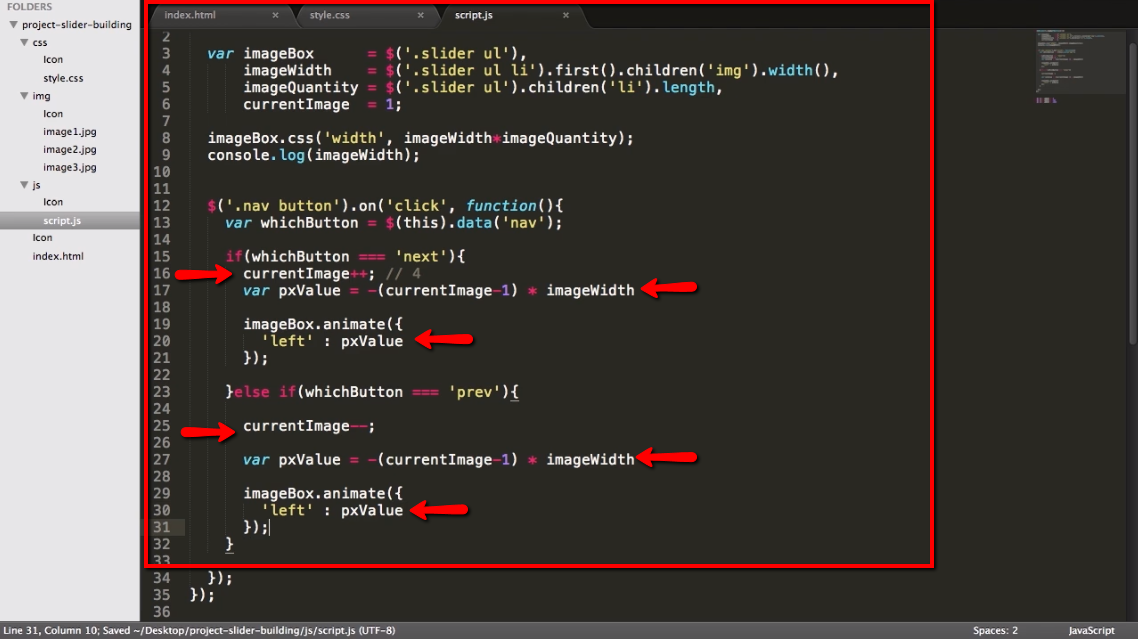 FOLDERS
project-slider-building
css
Icon
style.css
img
Icon
image1.jpg
image2.jpg
image3.jpg
js
Icon
script.js
Icon
index.html
index.html × style.css × script.js ×
2
3 var imageBox = $('.slider ul'),
4 imageWidth = $('.slider ul li').first().children('img').width(),
5 imageQuantity = $('.slider ul').children('li').length,
6 currentImage = 1;
7
8 imageBox.css('width', imageWidth*imageQuantity);
9 console.log(imageWidth);
10
11
12 $('.nav button').on('click', function(){
13 var whichButton = $(this).data('nav');
14
15 if(whichButton === 'next'){
16 currentImage++; // 4
17 var pxValue = -(currentImage-1) * imageWidth
18
19 imageBox.animate({
20 'left' : pxValue
21 });
22
23 }else if(whichButton === 'prev'){
24
25 currentImage--;
26
27 var pxValue = -(currentImage-1) * imageWidth
28
29 imageBox.animate({
30 'left' : pxValue
31 });
32 }
33
34 });
35 });
36
Line 31, Column 10; Saved ~/Desktop/project-slider-building/js/script.js (UTF-8) Spaces: 2 JavaScript